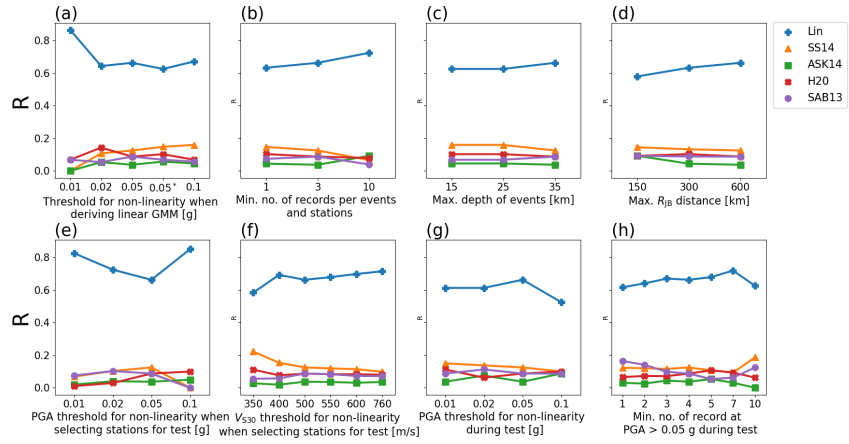 (a) (b) (c) (d)
Lin
SS14
ASK14
H20
SAB13
0.8
0.6
0.4
0.2
0.0
R R R R
0.01 0.02 0.05 0.05* 0.1
Threshold for non-linearity when
deriving linear GMM [g]
1 3 10
Min. no. of records per events
and stations
15 25 35
Max. depth of events [km]
150 300 600
Max. RJB distance [km]
(e) (f) (g) (h)
0.8
0.6
0.4
0.2
0.0
R R R R
0.01 0.02 0.05 0.1
PGA threshold for non-linearity when
selecting stations for test [g]
350 400 500 550 600 760
VS30 threshold for non-linearity
when selecting stations for test [m/s]
0.01 0.02 0.05 0.1
PGA threshold for non-linearity
during test [g]
1 2 3 4 5 7 10
Min. no. of record at
PGA > 0.05 g during test